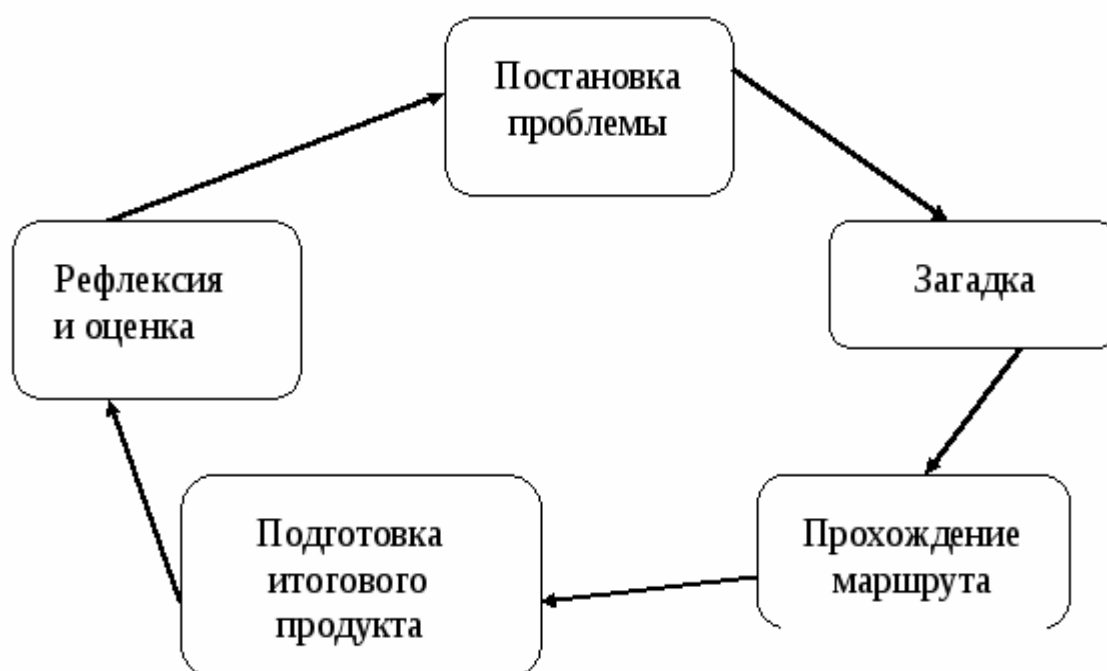 Постановка
проблемы
Загадка
Прохождение
маршрута
Подготовка
итогового
продукта
Рефлексия
и оценка